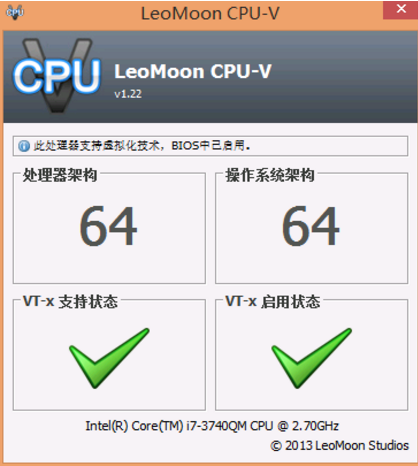 LeoMoon CPU-V
CPU
LeoMoon CPU-V
v1.22
此处理器支持虚拟化技术，BIOS中已启用。
处理器架构
操作系统架构
64
64
VT-x 支持状态
VT-x 启用状态
Intel(R) Core(TM) i7-3740QM CPU @ 2.70GHz
© 2013 LeoMoon Studios